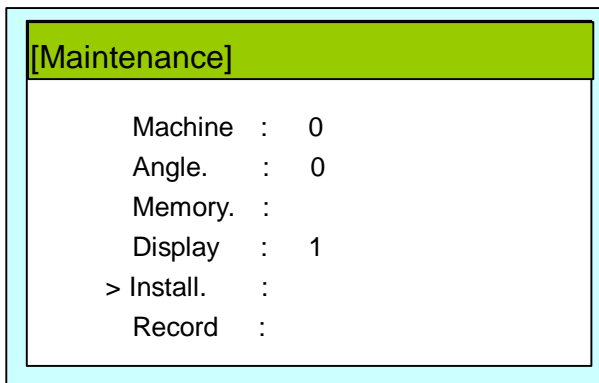 [Maintenance]
Machine : 0
Angle. : 0
Memory. :
Display : 1
> Install. :
Record :